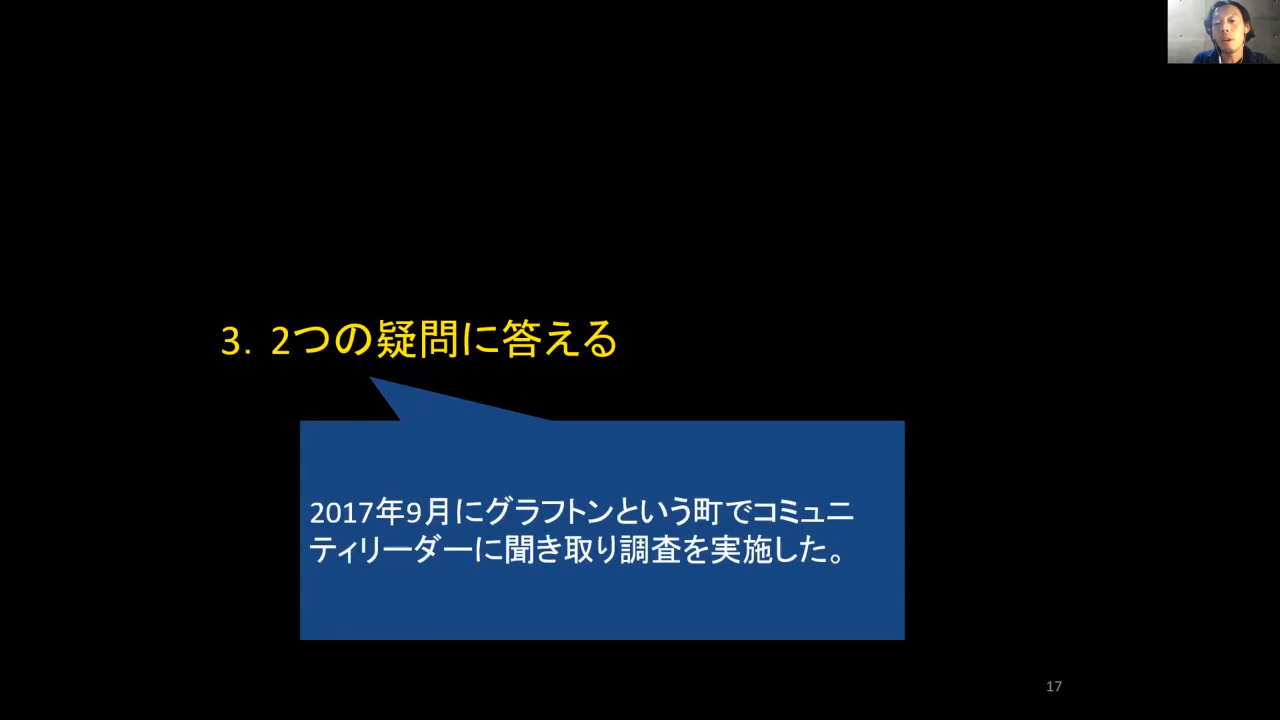 3. 2つの疑問に答える
2017年9月にグラフトンという町でコミュニ
ティリーダーに聞き取り調査を実施した。
17